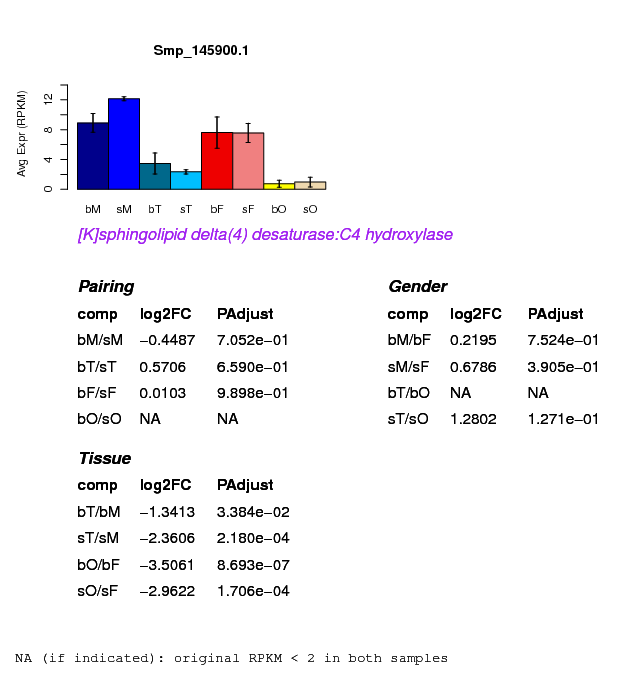 Smp_145900.1
Avg Expr (RPKM)
0 4 8 12
bM sM bT sT bF sF bO sO
[K]sphingolipid delta(4) desaturase:C4 hydroxylase
Pairing
comp log2FC PAdjust
bM/sM −0.4487 7.052e−01
bT/sT 0.5706 6.590e−01
bF/sF 0.0103 9.898e−01
bO/sO NA NA
Gender
comp log2FC PAdjust
bM/bF 0.2195 7.524e−01
sM/sF 0.6786 3.905e−01
bT/bO NA NA
sT/sO 1.2802 1.271e−01
Tissue
comp log2FC PAdjust
bT/bM −1.3413 3.384e−02
sT/sM −2.3606 2.180e−04
bO/bF −3.5061 8.693e−07
sO/sF −2.9622 1.706e−04
NA (if indicated): original RPKM < 2 in both samples